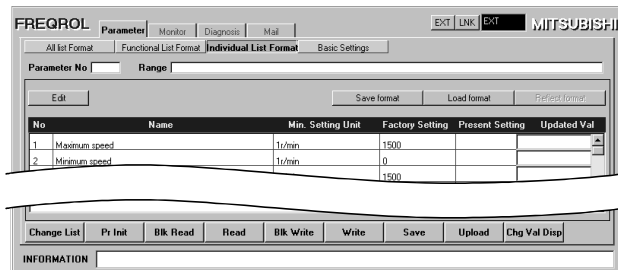 FREQROL Parameter Monitor Diagnosis Mail EXT LNK EXT MITSUBISHI
All list Format Functional List Format Individual List Format Basic Settings
Parameter No Range
Edit Save format Load format Reflect format
No Name Min. Setting Unit Factory Setting Present Setting Updated Val
1 Maximum speed 1r/min 1500
2 Minimum speed 1r/min 0
1500
Change List Pr Init Blk Read Read Blk Write Write Save Upload Chg Val Disp
INFORMATION